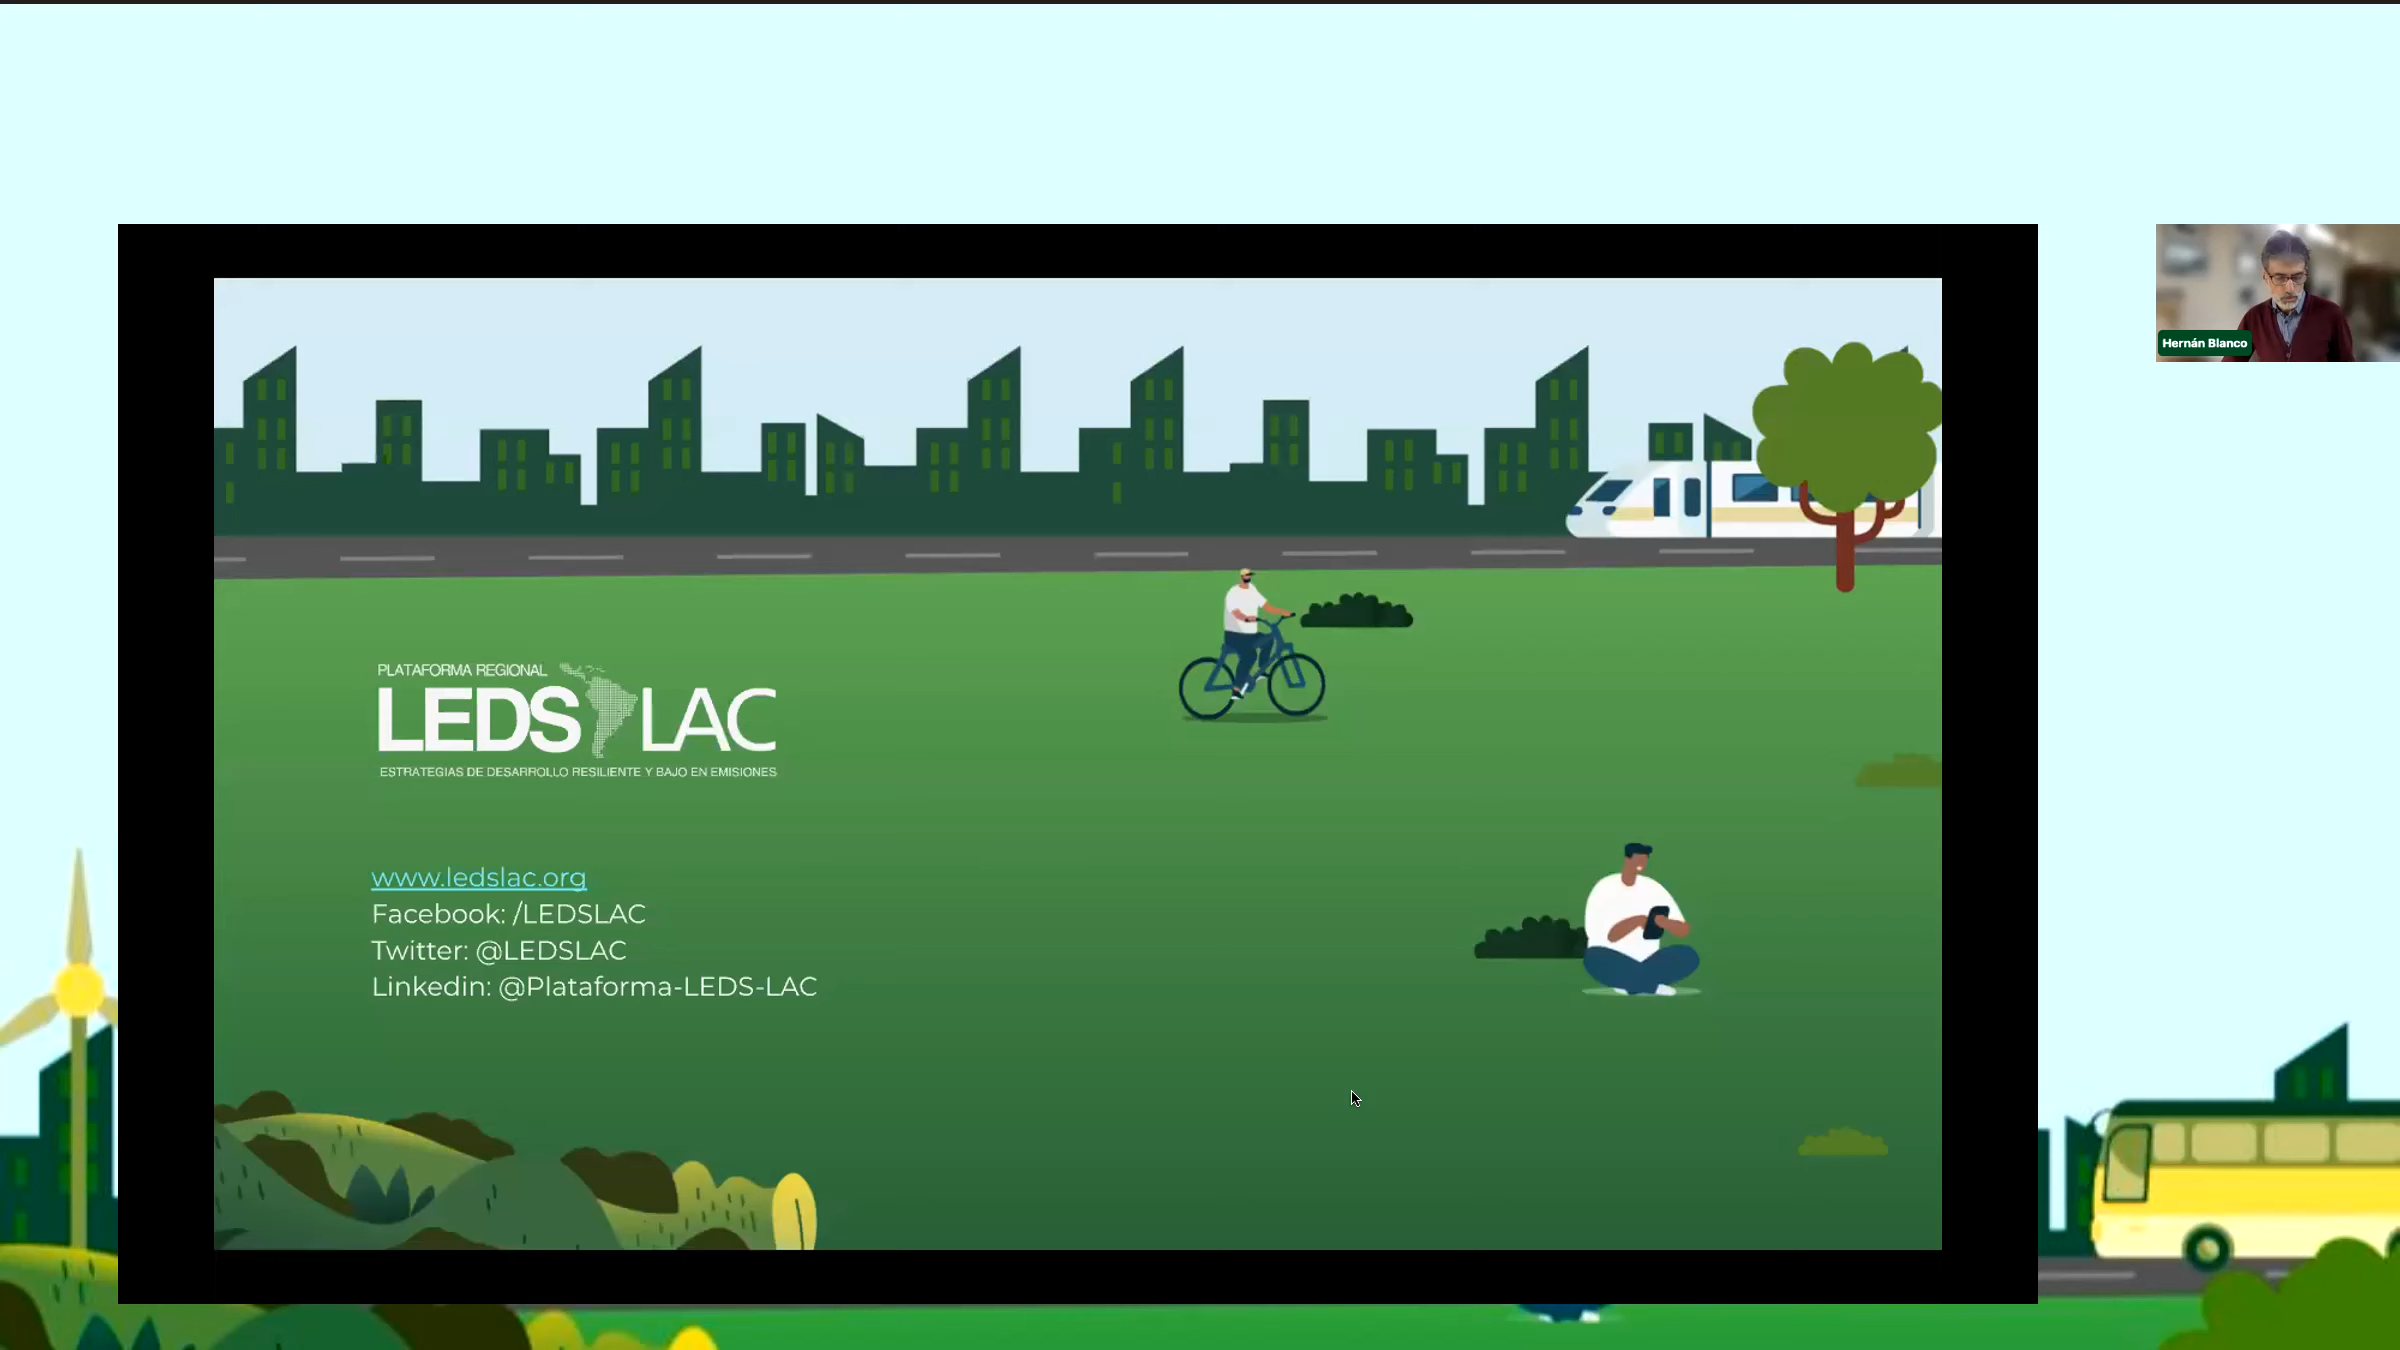 PLATAFORMA REGIONAL
LEDS LAC
ESTRATEGIAS DE DESARROLLO RESILIENTE Y BAJO EN EMISIONES
www.ledslac.org
Facebook: /LEDSLAC
Twitter: @LEDSLAC
Linkedin: @Plataforma-LEDS-LAC
Hernán Blanco